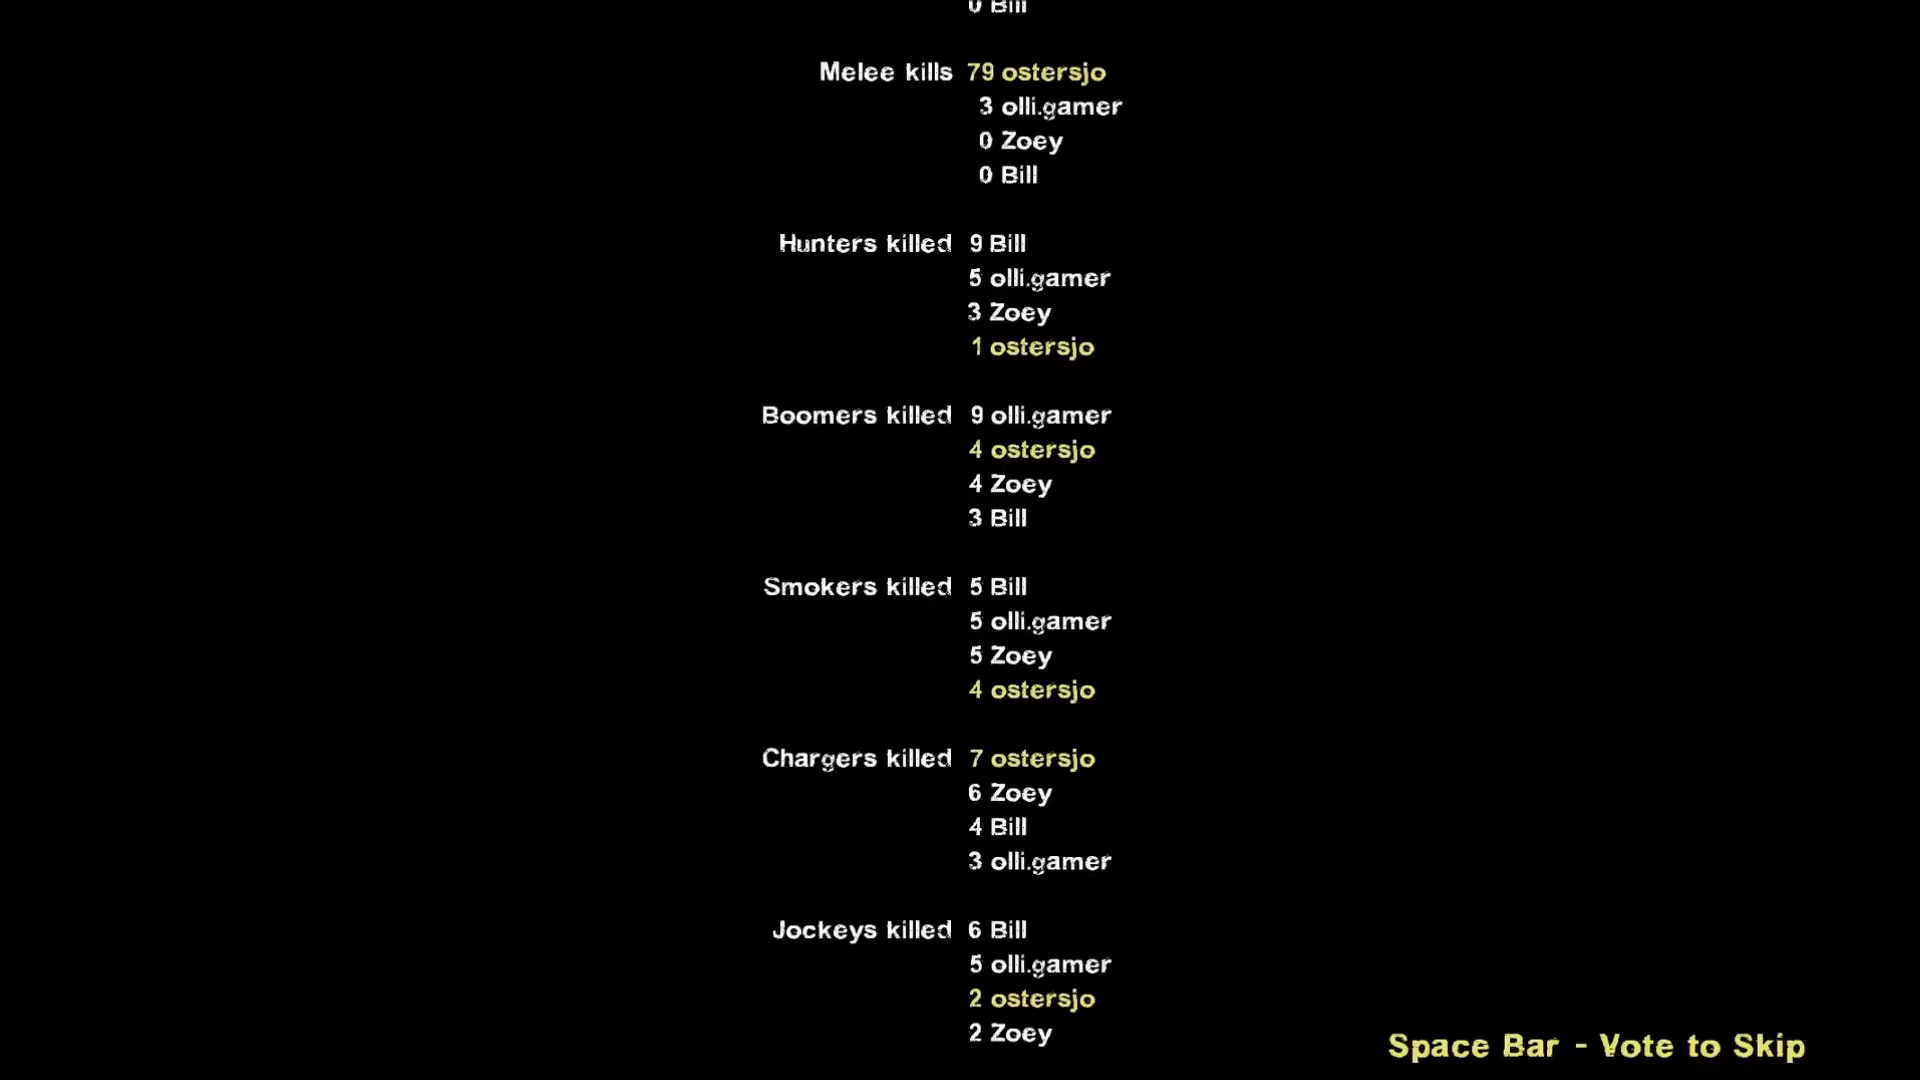 0 Bill
Melee kills 79 ostersjo
3 olli.gamer
0 Zoey
0 Bill
Hunters killed 9 Bill
5 olli.gamer
3 Zoey
1 ostersjo
Boomers killed 9 olli.gamer
4 ostersjo
4 Zoey
3 Bill
Smokers killed 5 Bill
5 olli.gamer
5 Zoey
4 ostersjo
Chargers killed 7 ostersjo
6 Zoey
4 Bill
3 olli.gamer
Jockeys killed 6 Bill
5 olli.gamer
2 ostersjo
2 Zoey
Space Bar - Vote to Skip